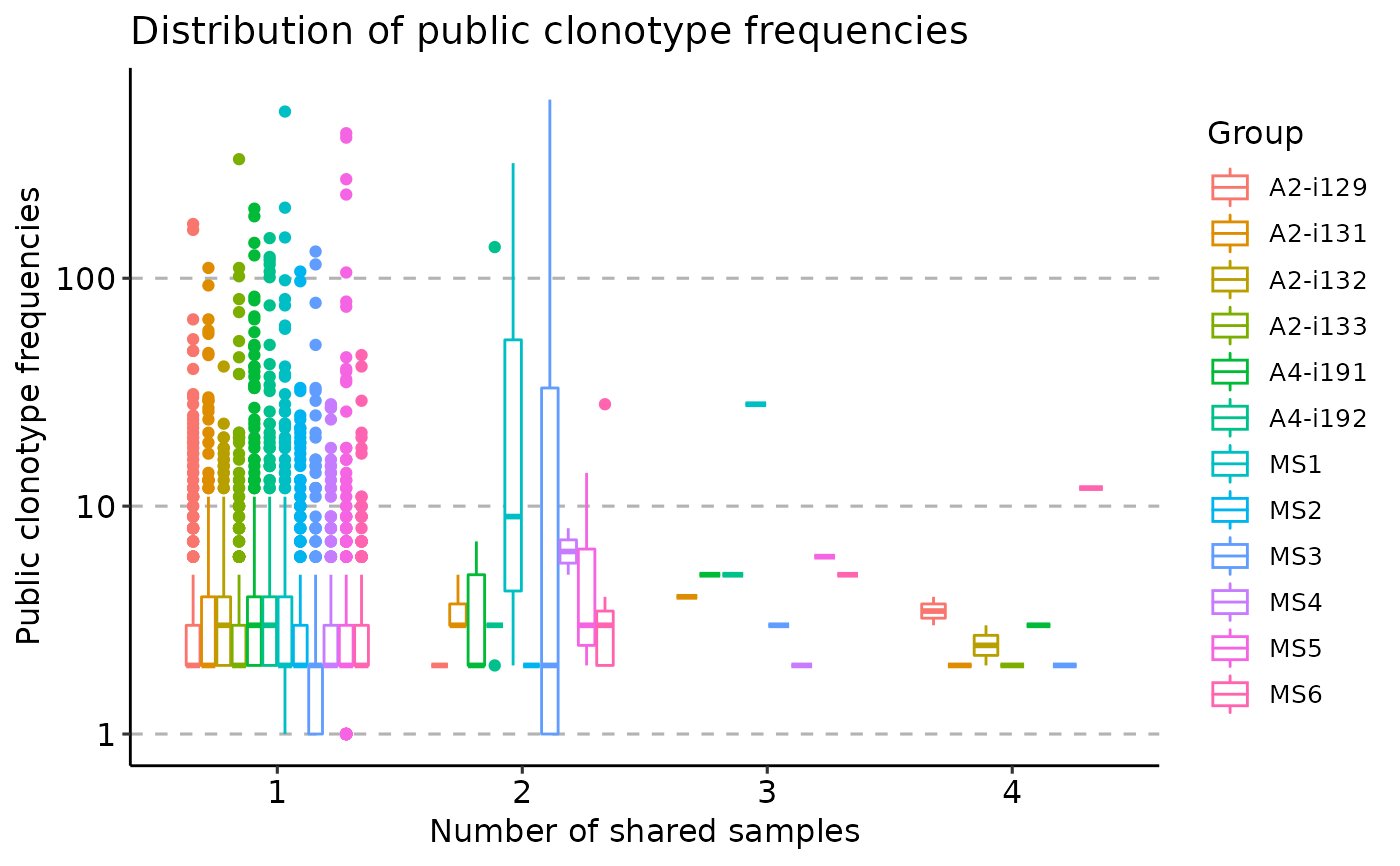 Distribution of public clonotype frequencies
Public clonotype frequencies
100
10
1
1
2
3
4
Number of shared samples
Group
A2-i129
A2-i131
A2-i132
A2-i133
A4-i191
A4-i192
MS1
MS2
MS3
MS4
MS5
MS6